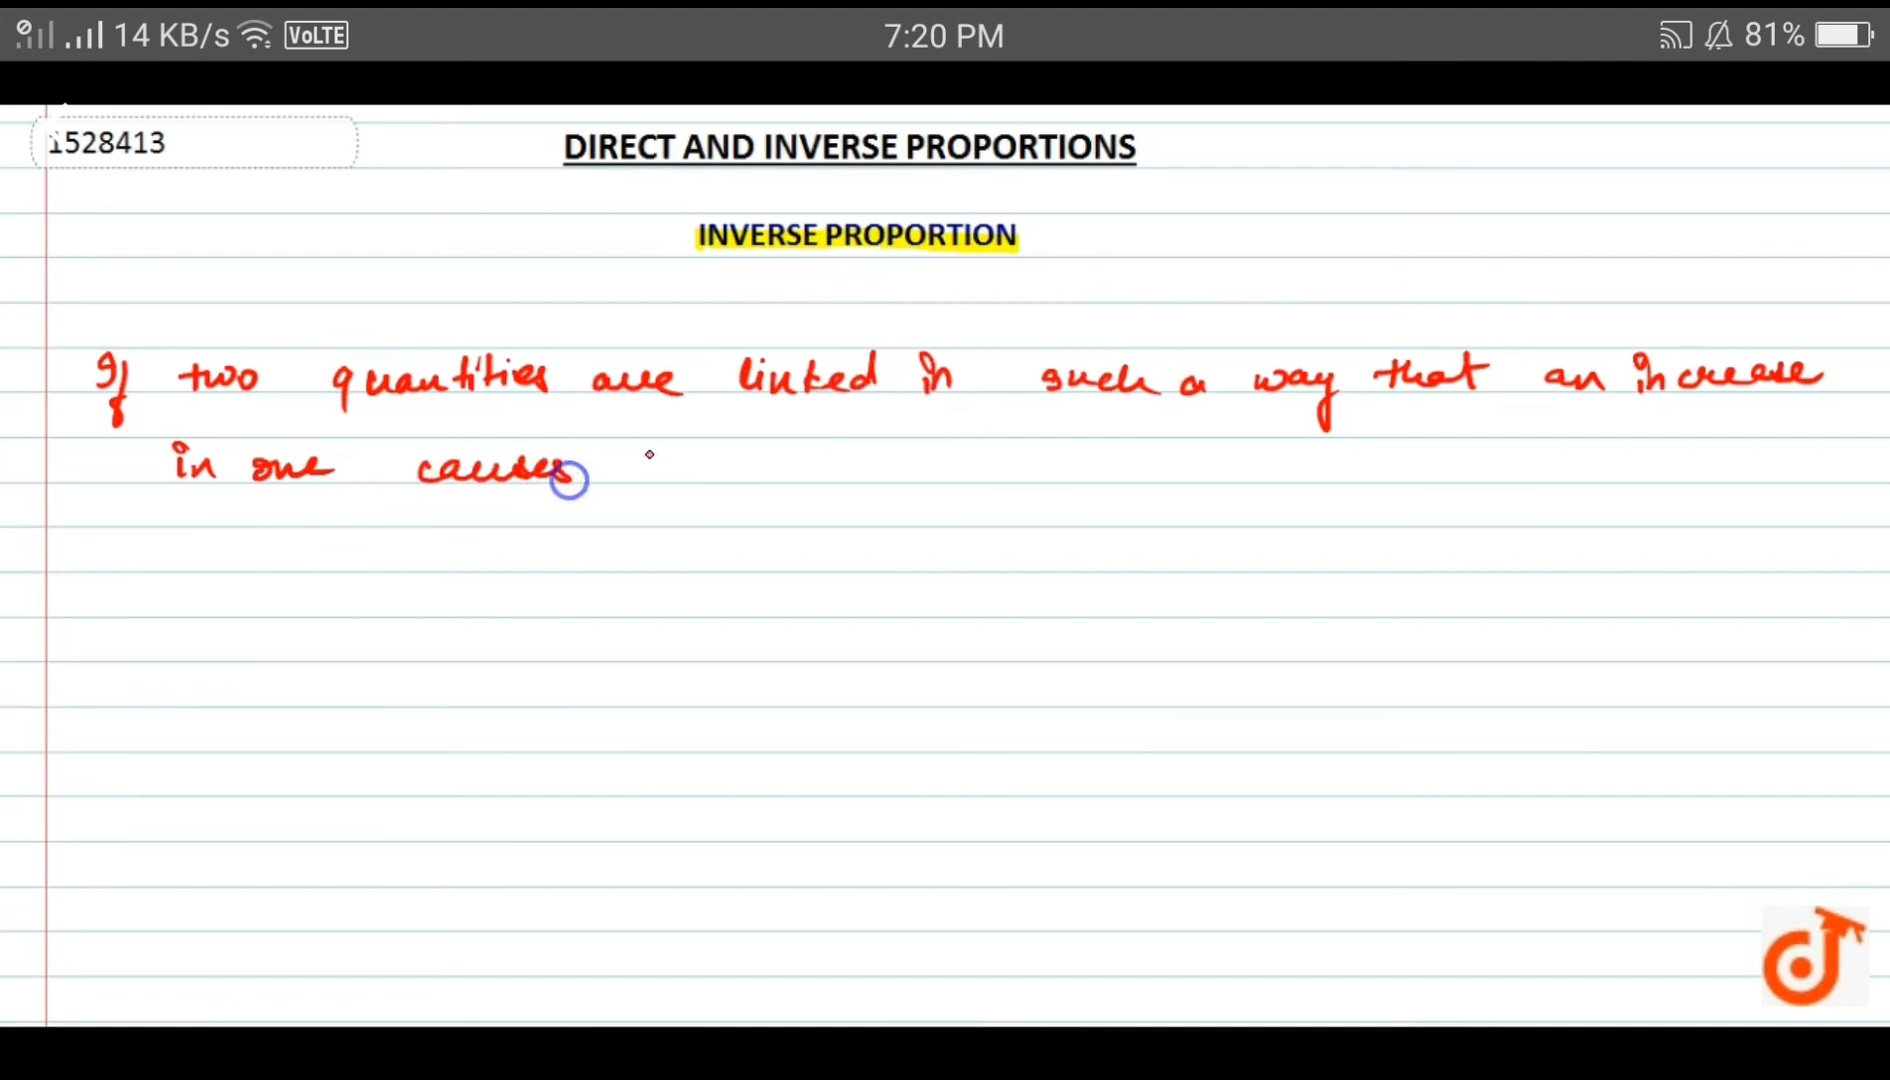 14 KB/s VoLTE 7:20 PM 81%
1528413
DIRECT AND INVERSE PROPORTIONS
INVERSE PROPORTION
If two quantities are linked in such a way that an increase
in one causes